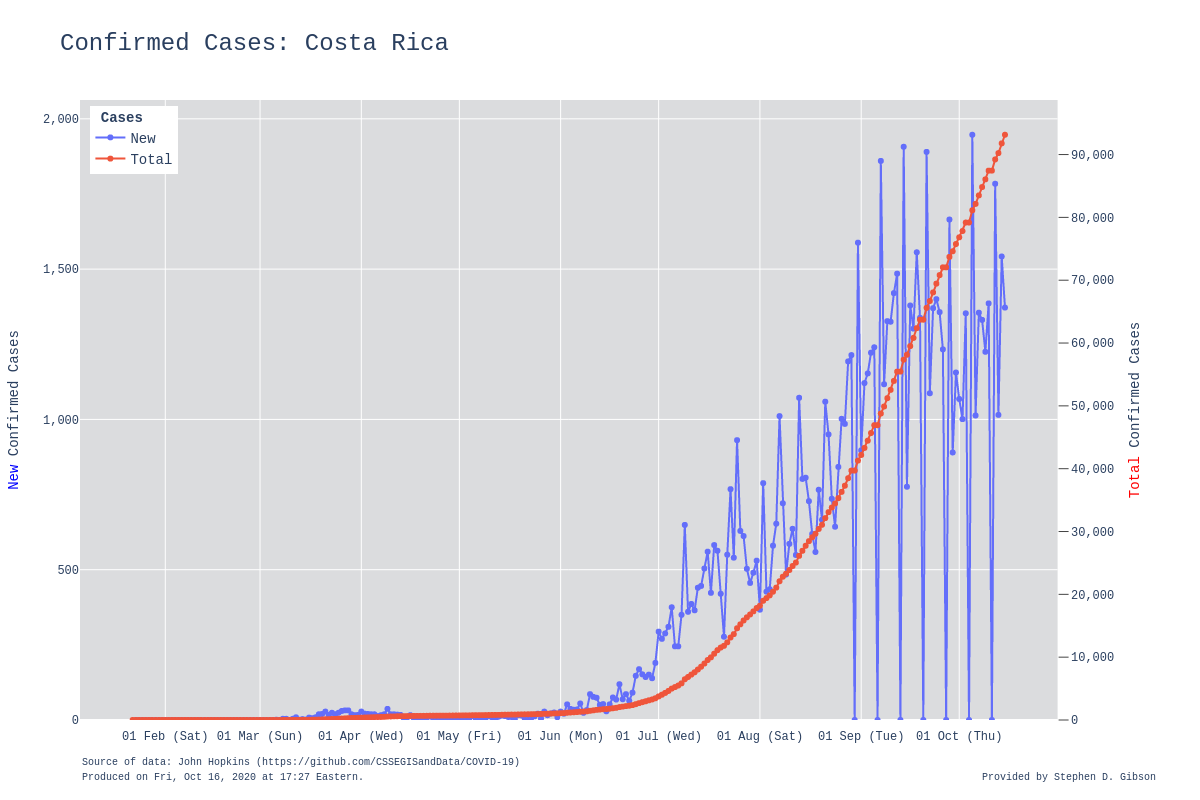 Confirmed Cases: Costa Rica
Cases
New
Total
2,000
1,500
1,000
500
0
New Confirmed Cases
90,000
80,000
70,000
60,000
50,000
40,000
30,000
20,000
10,000
0
Total Confirmed Cases
01 Feb (Sat) 01 Mar (Sun) 01 Apr (Wed) 01 May (Fri) 01 Jun (Mon) 01 Jul (Wed) 01 Aug (Sat) 01 Sep (Tue) 01 Oct (Thu)
Source of data: John Hopkins (https://github.com/CSSEGISandData/COVID-19)
Produced on Fri, Oct 16, 2020 at 17:27 Eastern.
Provided by Stephen D. Gibson